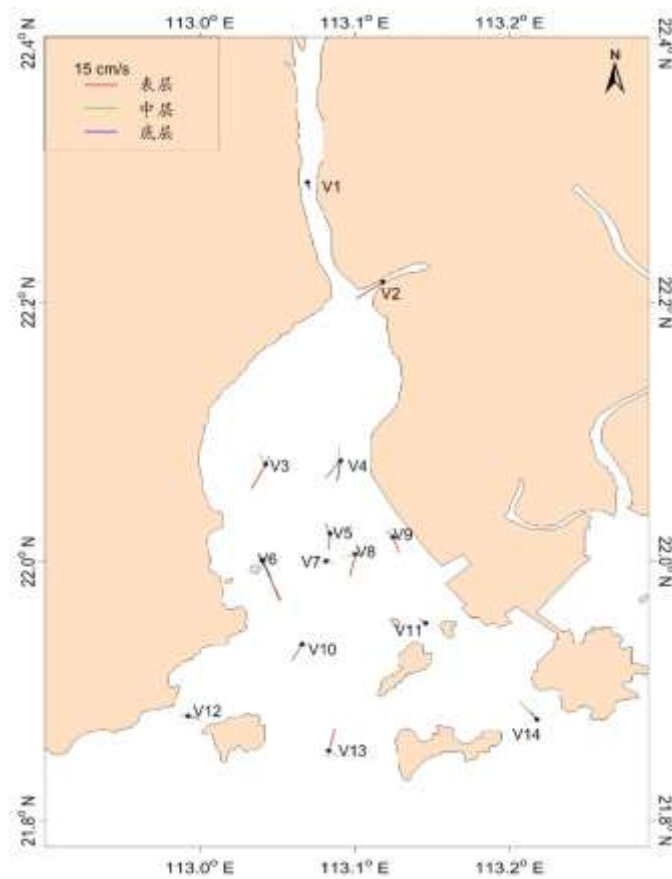 113.0° E 113.1° E 113.2° E
22.4° N 22.4° N
15 cm/s
N
表层
中层
底层
V1
V2
22.2° N 22.2° N
V3 V4
V5 V9
V6 V7 V8
22.0° N 22.0° N
V11
V10
V12
V14
V13
21.8° N 21.8° N
113.0° E 113.1° E 113.2° E